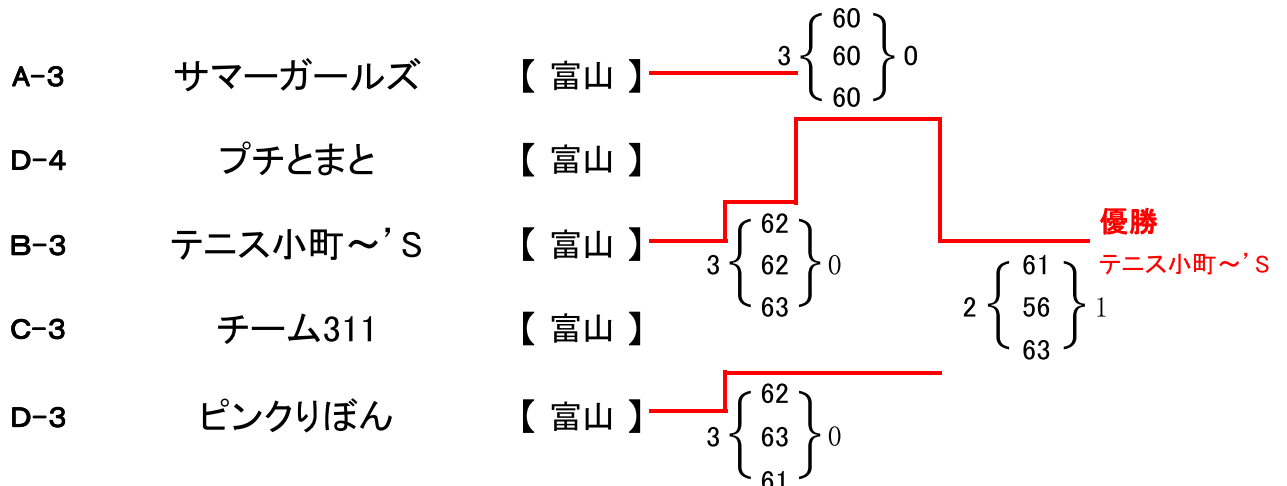 60
3 60 0
60
A-3 サマーガールズ 【 富山 】
D-4 プチとまと 【 富山 】
B-3 テニス小町～’S 【 富山 】
62
3 62 0
63
優勝
テニス小町～’S
61
2 56 1
63
C-3 チーム311 【 富山 】
D-3 ピンクりぼん 【 富山 】
62
3 63 0
61